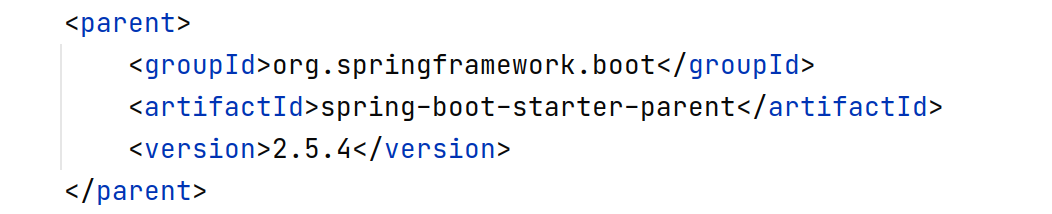 <parent>
<groupId>org.springframework.boot</groupId>
<artifactId>spring-boot-starter-parent</artifactId>
<version>2.5.4</version>
</parent>